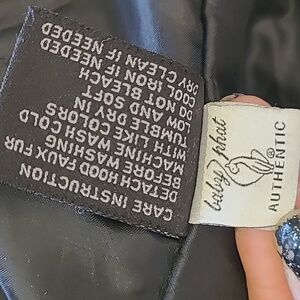 CARE INSTRUCTION
DETACH HOOD FAUX FUR
BEFORE WASHING
MACHINE WASH COLD
WITH LIKE COLORS
TUMBLE DRY IN
LOW AND SOFT
DO NOT BLEACH
COOL IRON IF NEEDED
DRY CLEAN IF NEEDED
baby phat
®
AUTHENTIC